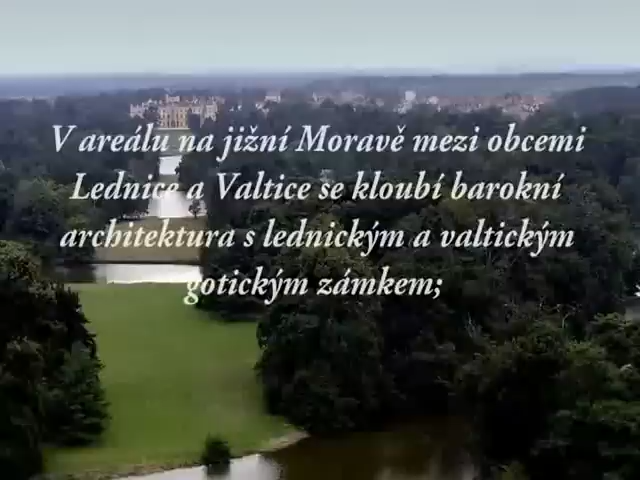 V areálu na jižní Moravě mezi obcemi
Lednice a Valtice se kloubí barokní
architektura s lednickým a valtickým
gotickým zámkem;